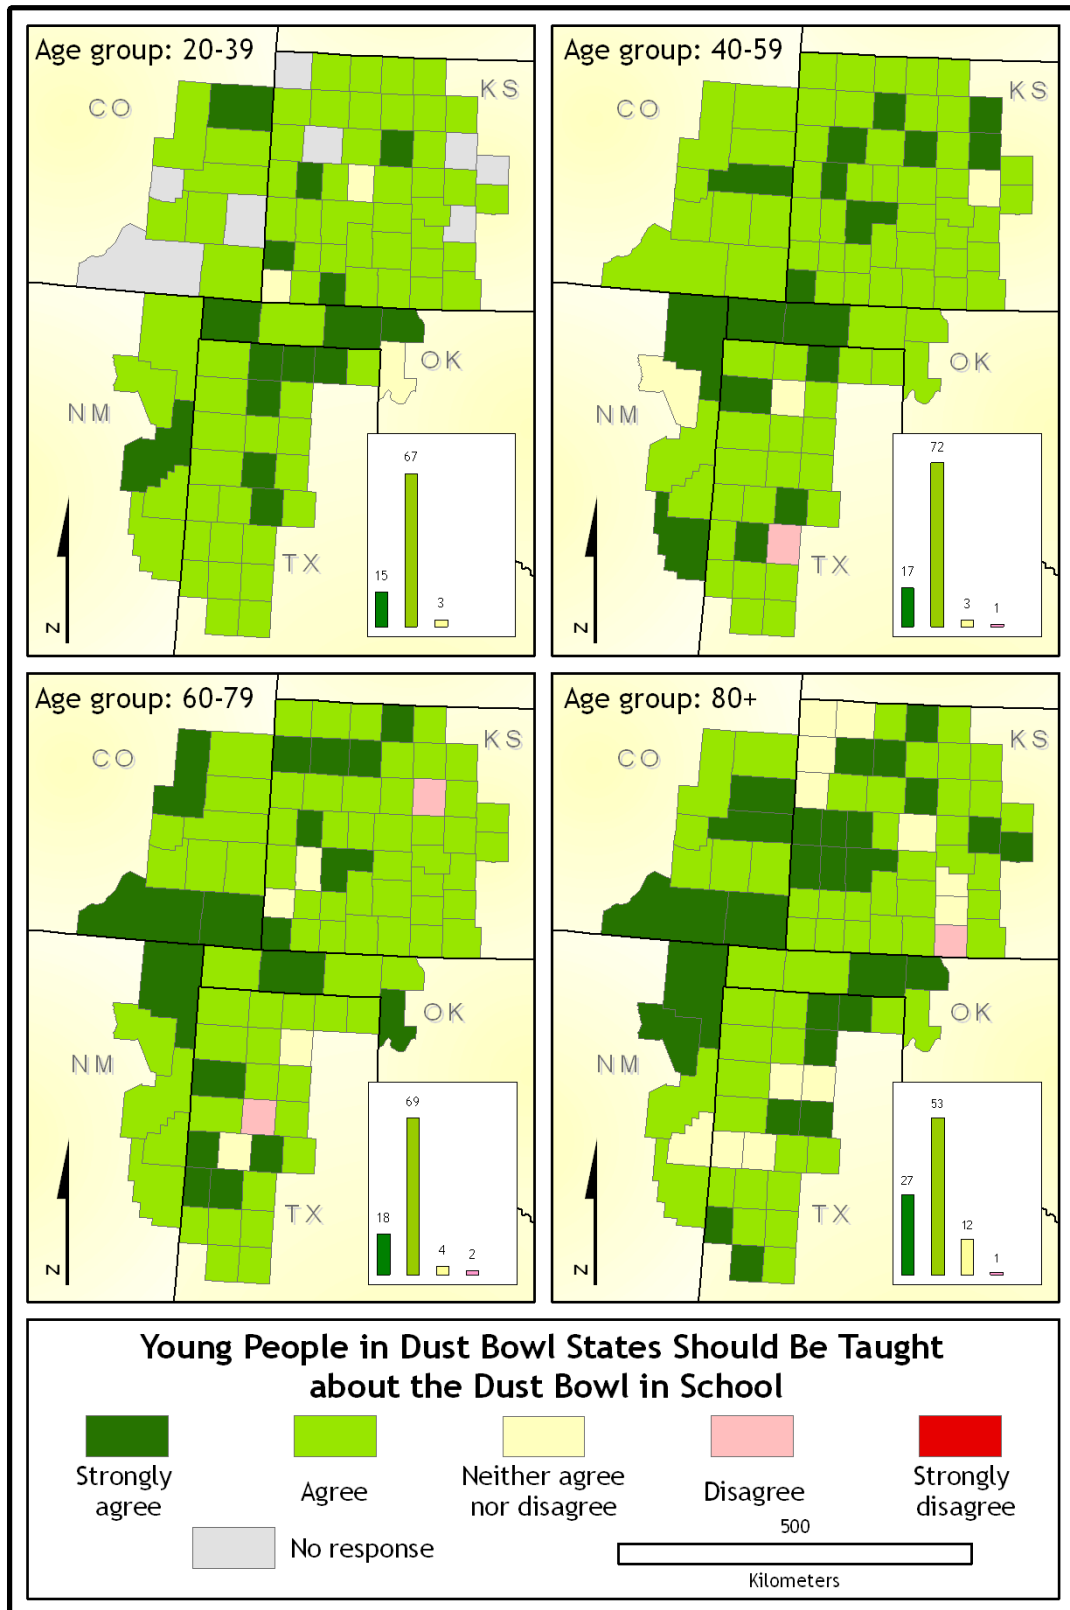 Age group: 20-39
CO
KS
OK
NM
TX
N
15
67
3
Age group: 40-59
CO
KS
OK
NM
TX
N
17
72
3
1
Age group: 60-79
CO
KS
OK
NM
TX
N
18
69
4
2
Age group: 80+
CO
KS
OK
NM
TX
N
27
53
12
1
Young People in Dust Bowl States Should Be Taught
about the Dust Bowl in School
Strongly
agree
Agree
Neither agree
nor disagree
Disagree
Strongly
disagree
No response
500
Kilometers